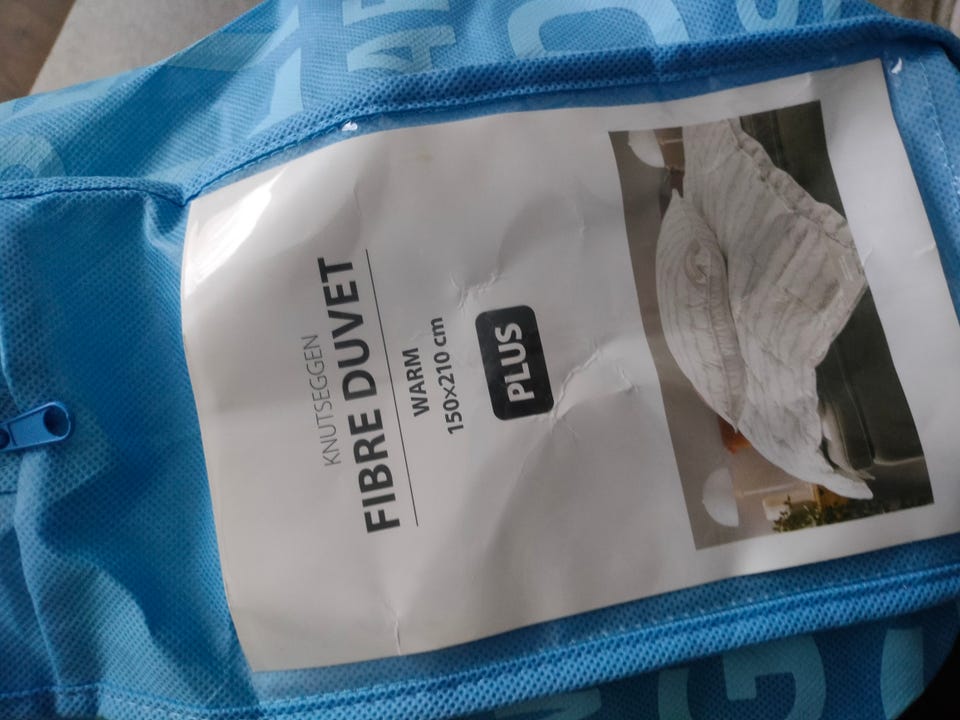 KNUTSEGGEN
FIBRE DUVET
WARM
150x210 cm
PLUS